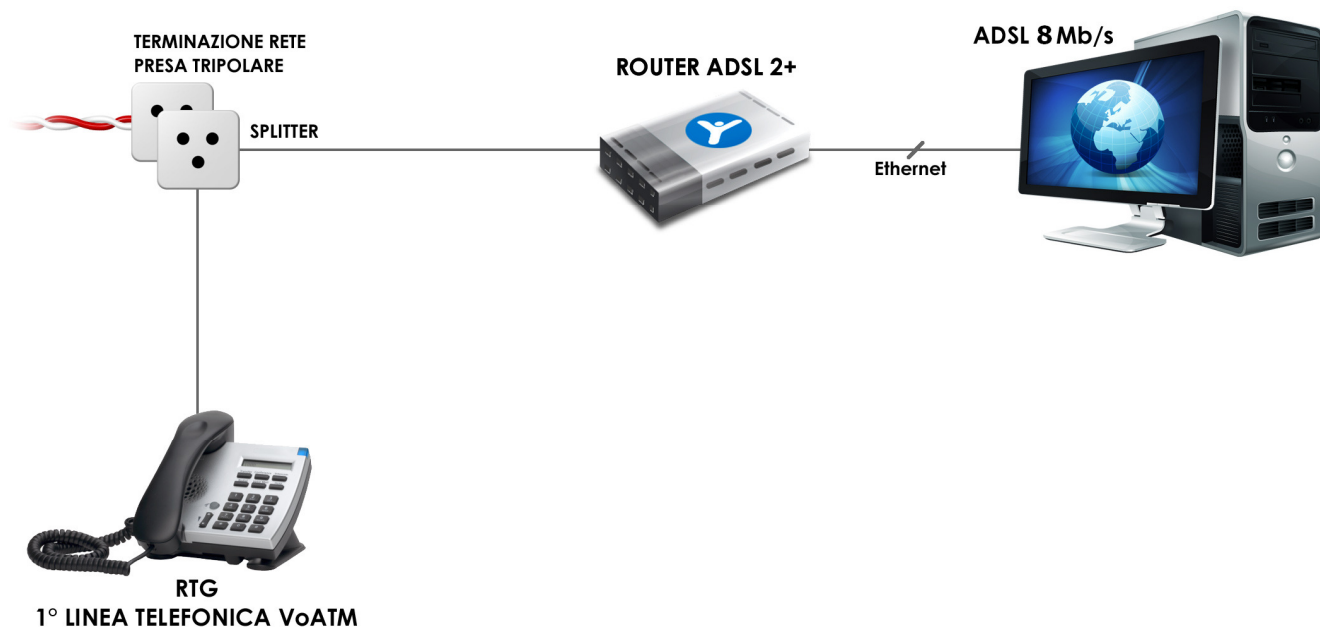 TERMINAZIONE RETE
PRESA TRIPOLARE
SPLITTER
ROUTER ADSL 2+
Ethernet
ADSL 8 Mb/s
RTG
1° LINEA TELEFONICA VoATM